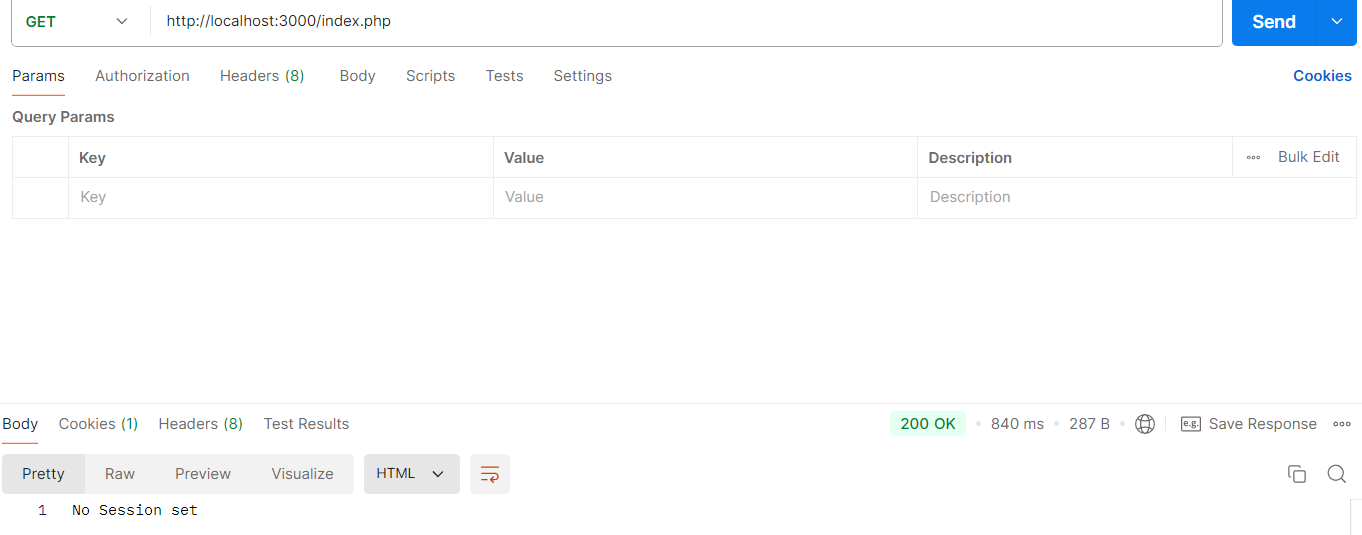 GET http://localhost:3000/index.php Send
Params Authorization Headers (8) Body Scripts Tests Settings Cookies
Query Params
Key Value Description Bulk Edit
Key Value Description
Body Cookies (1) Headers (8) Test Results 200 OK 840 ms 287 B e.g. Save Response
Pretty Raw Preview Visualize HTML
1 No Session set